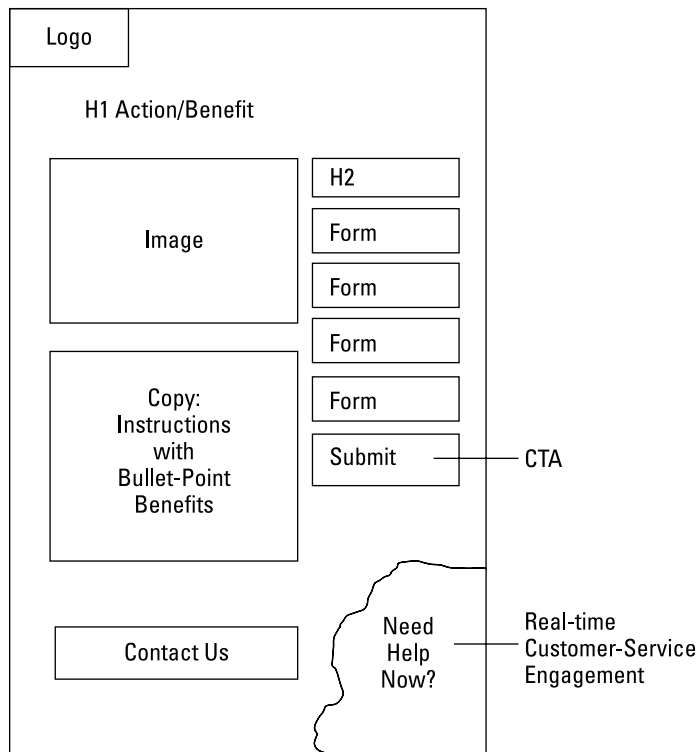 Logo
H1 Action/Benefit
Image
H2
Form
Form
Form
Form
Submit
CTA
Copy:
Instructions
with
Bullet-Point
Benefits
Contact Us
Need
Help
Now?
Real-time
Customer-Service
Engagement